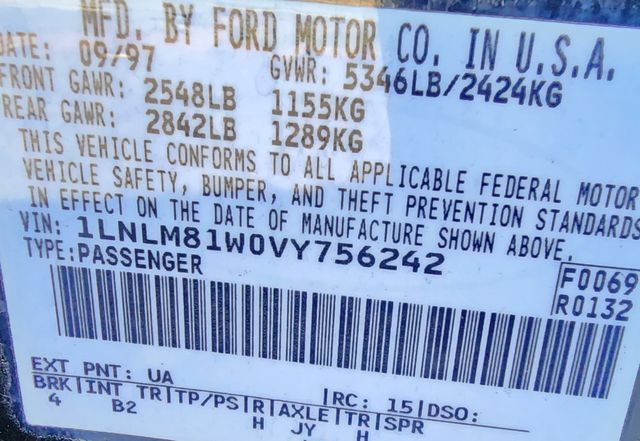 MFD. BY FORD MOTOR CO. IN U.S.A.
DATE: 09/97 GVWR: 5346LB/2424KG
FRONT GAWR: 2548LB 1155KG
REAR GAWR: 2842LB 1289KG
THIS VEHICLE CONFORMS TO ALL APPLICABLE FEDERAL MOTOR
VEHICLE SAFETY, BUMPER, AND THEFT PREVENTION STANDARDS
IN EFFECT ON THE DATE OF MANUFACTURE SHOWN ABOVE.
VIN: 1LNLM81W0VY756242
TYPE:PASSENGER
F0069
R0132
EXT PNT: UA |RC: 15|DSO:
BRK|INT TR|TP/PS|R|AXLE|TR|SPR
4 B2 H JY H